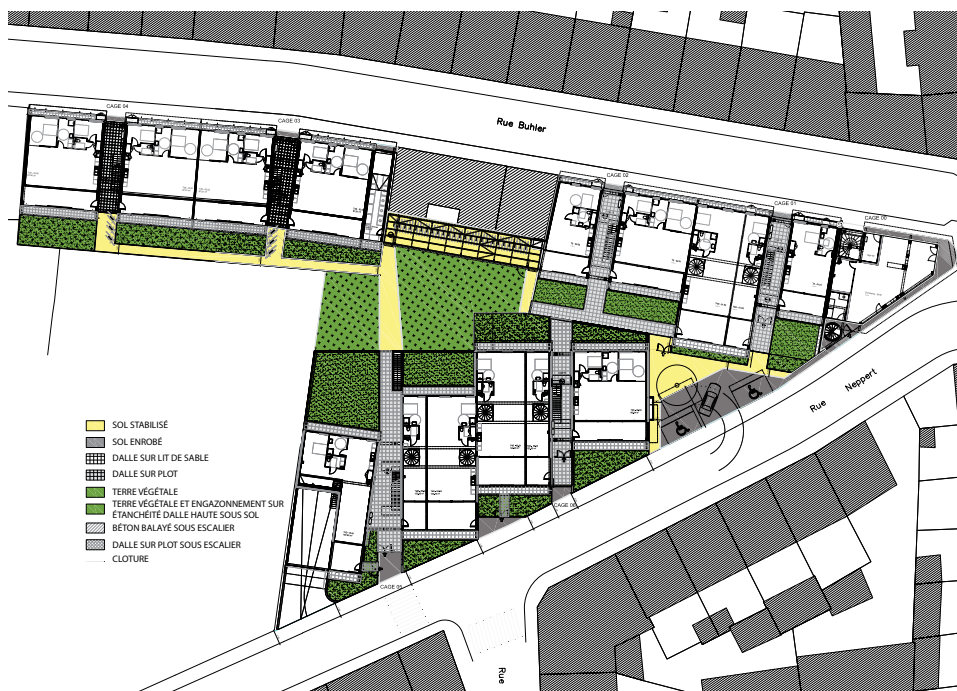 CAGE 04
CAGE 03
Rue Buhler
CAGE 02
CAGE 01
CAGE 00
Rue Neppert
SOL STABILISÉ
SOL ENROBÉ
DALLE SUR LIT DE SABLE
DALLE SUR PLOT
TERRE VÉGÉTALE
TERRE VÉGÉTALE ET ENGAZONNEMENT SUR
ÉTANCHÉITÉ DALLE HAUTE SOUS SOL
BÉTON BALAYÉ SOUS ESCALIER
DALLE SUR PLOT SOUS ESCALIER
CLOTURE
CAGE 06
CAGE 05
Rue